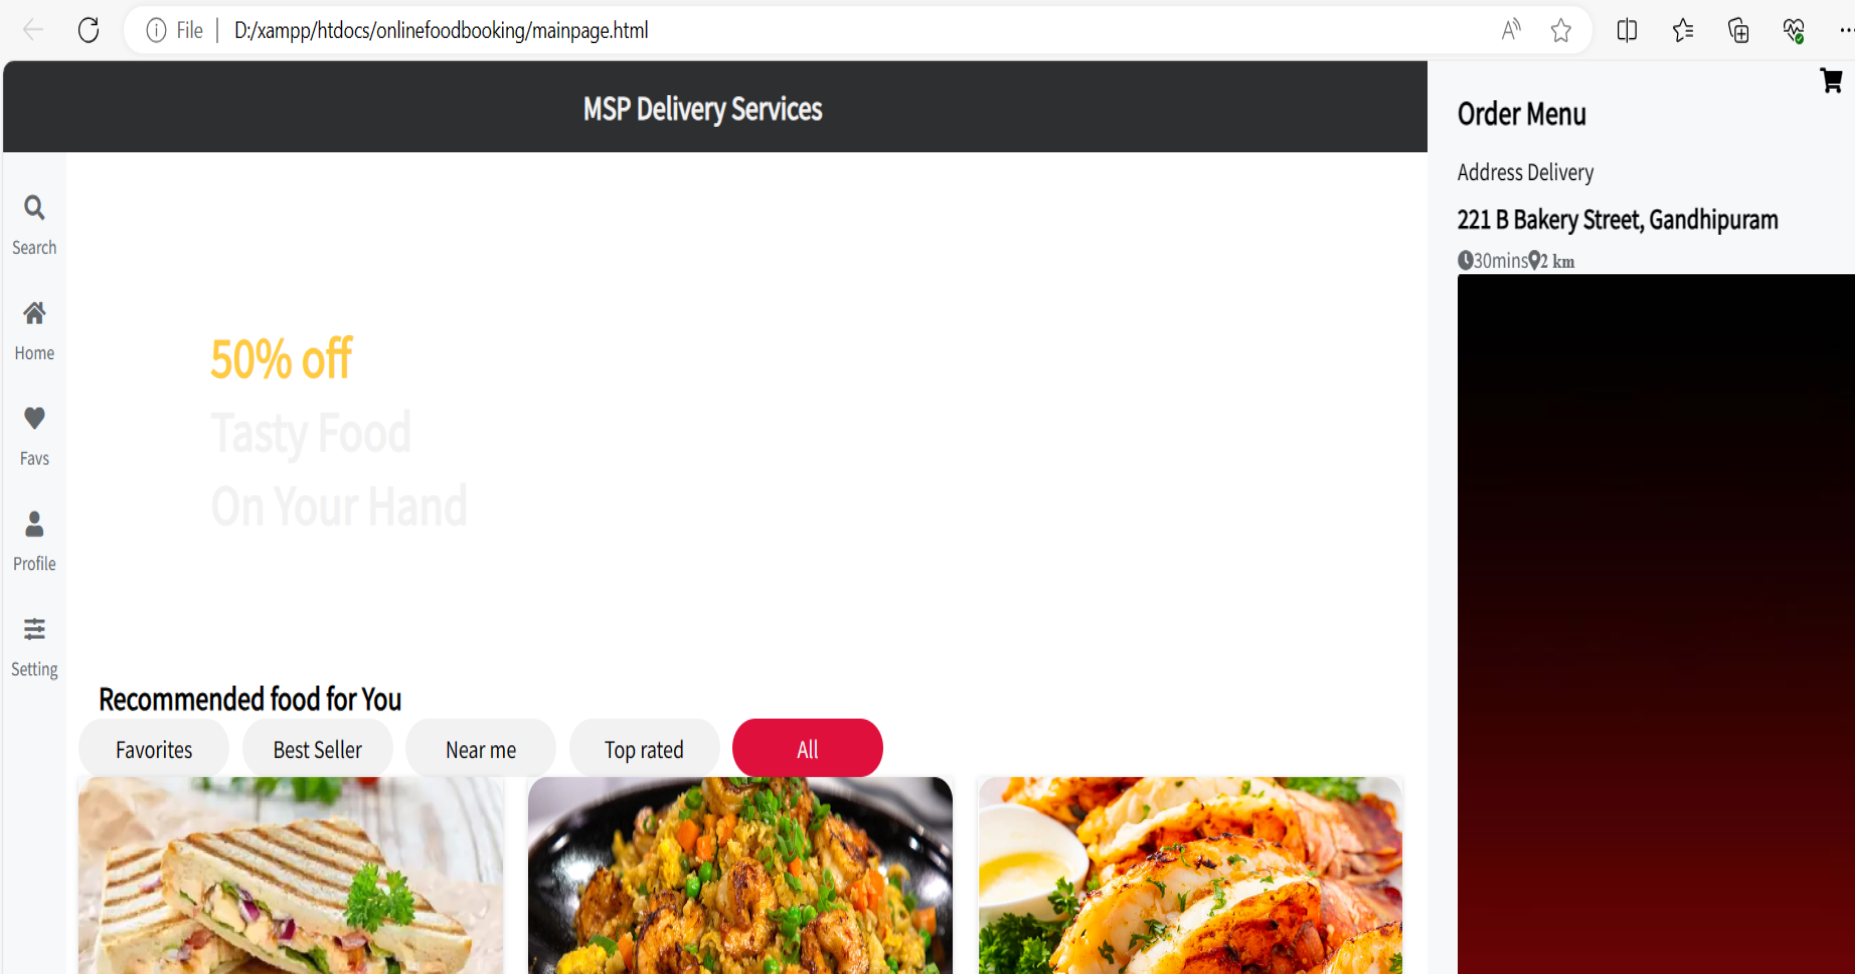 File
D:/xampp/htdocs/onlinefoodbooking/mainpage.html
MSP Delivery Services
Search
Home
Favs
Profile
Setting
50% off
Tasty Food
On Your Hand
Recommended food for You
Favorites
Best Seller
Near me
Top rated
All
Order Menu
Address Delivery
221 B Bakery Street, Gandhipuram
30mins 2 km